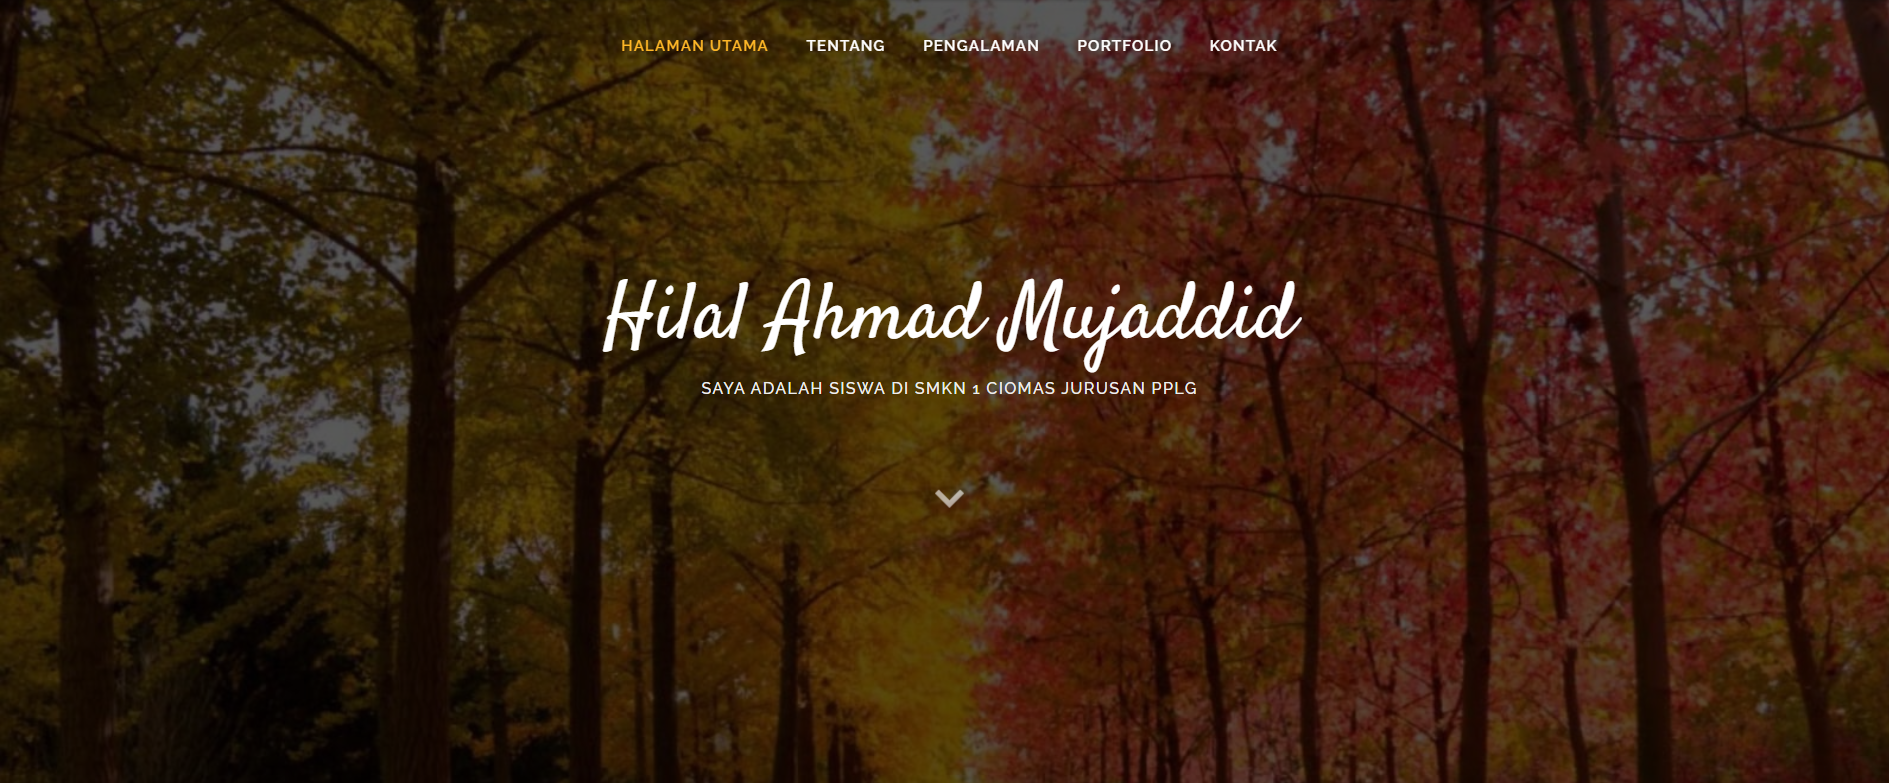 HALAMAN UTAMA TENTANG PENGALAMAN PORTFOLIO KONTAK
Hilal Ahmad Mujaddid
SAYA ADALAH SISWA DI SMKN 1 CIOMAS JURUSAN PPLG